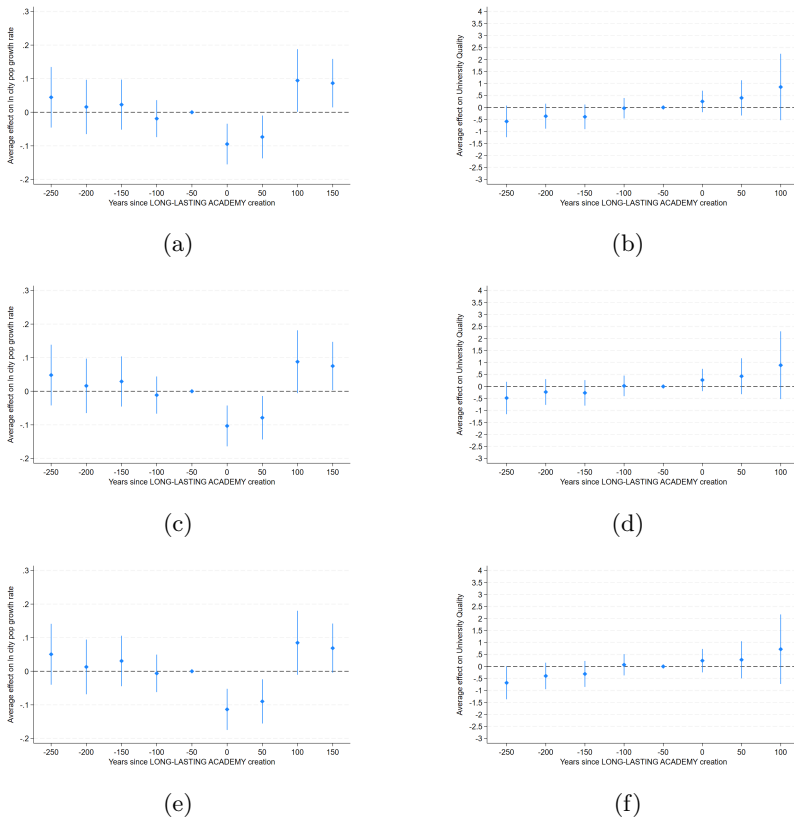 .3
.2
.1
0
-.1
-.2
Average effect on ln city pop growth rate
-250 -200 -150 -100 -50 0 50 100 150
Years since LONG-LASTING ACADEMY creation
(a)
4
3.5
3
2.5
2
1.5
1
.5
0
-.5
-1
-1.5
-2
-2.5
-3
Average effect on University Quality
-250 -200 -150 -100 -50 0 50 100
Years since LONG-LASTING ACADEMY creation
(b)
.3
.2
.1
0
-.1
-.2
Average effect on ln city pop growth rate
-250 -200 -150 -100 -50 0 50 100 150
Years since LONG-LASTING ACADEMY creation
(c)
4
3.5
3
2.5
2
1.5
1
.5
0
-.5
-1
-1.5
-2
-2.5
-3
Average effect on University Quality
-250 -200 -150 -100 -50 0 50 100
Years since LONG-LASTING ACADEMY creation
(d)
.3
.2
.1
0
-.1
-.2
Average effect on ln city pop growth rate
-250 -200 -150 -100 -50 0 50 100 150
Years since LONG-LASTING ACADEMY creation
(e)
4
3.5
3
2.5
2
1.5
1
.5
0
-.5
-1
-1.5
-2
-2.5
-3
Average effect on University Quality
-250 -200 -150 -100 -50 0 50 100
Years since LONG-LASTING ACADEMY creation
(f)